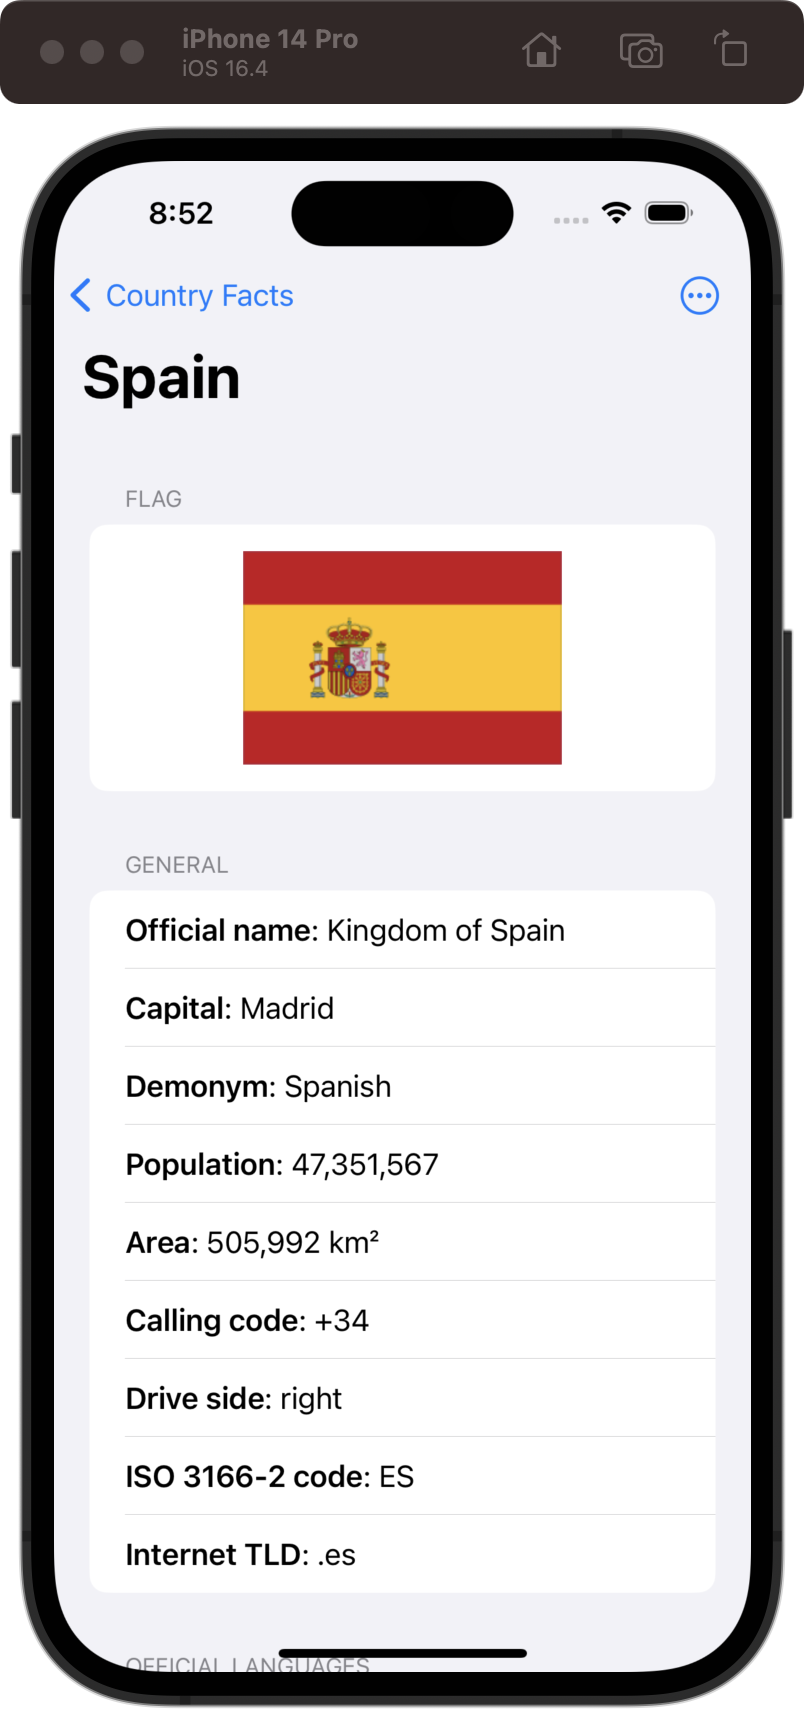 iPhone 14 Pro
iOS 16.4
8:52
Country Facts
Spain
FLAG
GENERAL
Official name: Kingdom of Spain
Capital: Madrid
Demonym: Spanish
Population: 47,351,567
Area: 505,992 km²
Calling code: +34
Drive side: right
ISO 3166-2 code: ES
Internet TLD: .es
OFFICIAL LANGUAGES